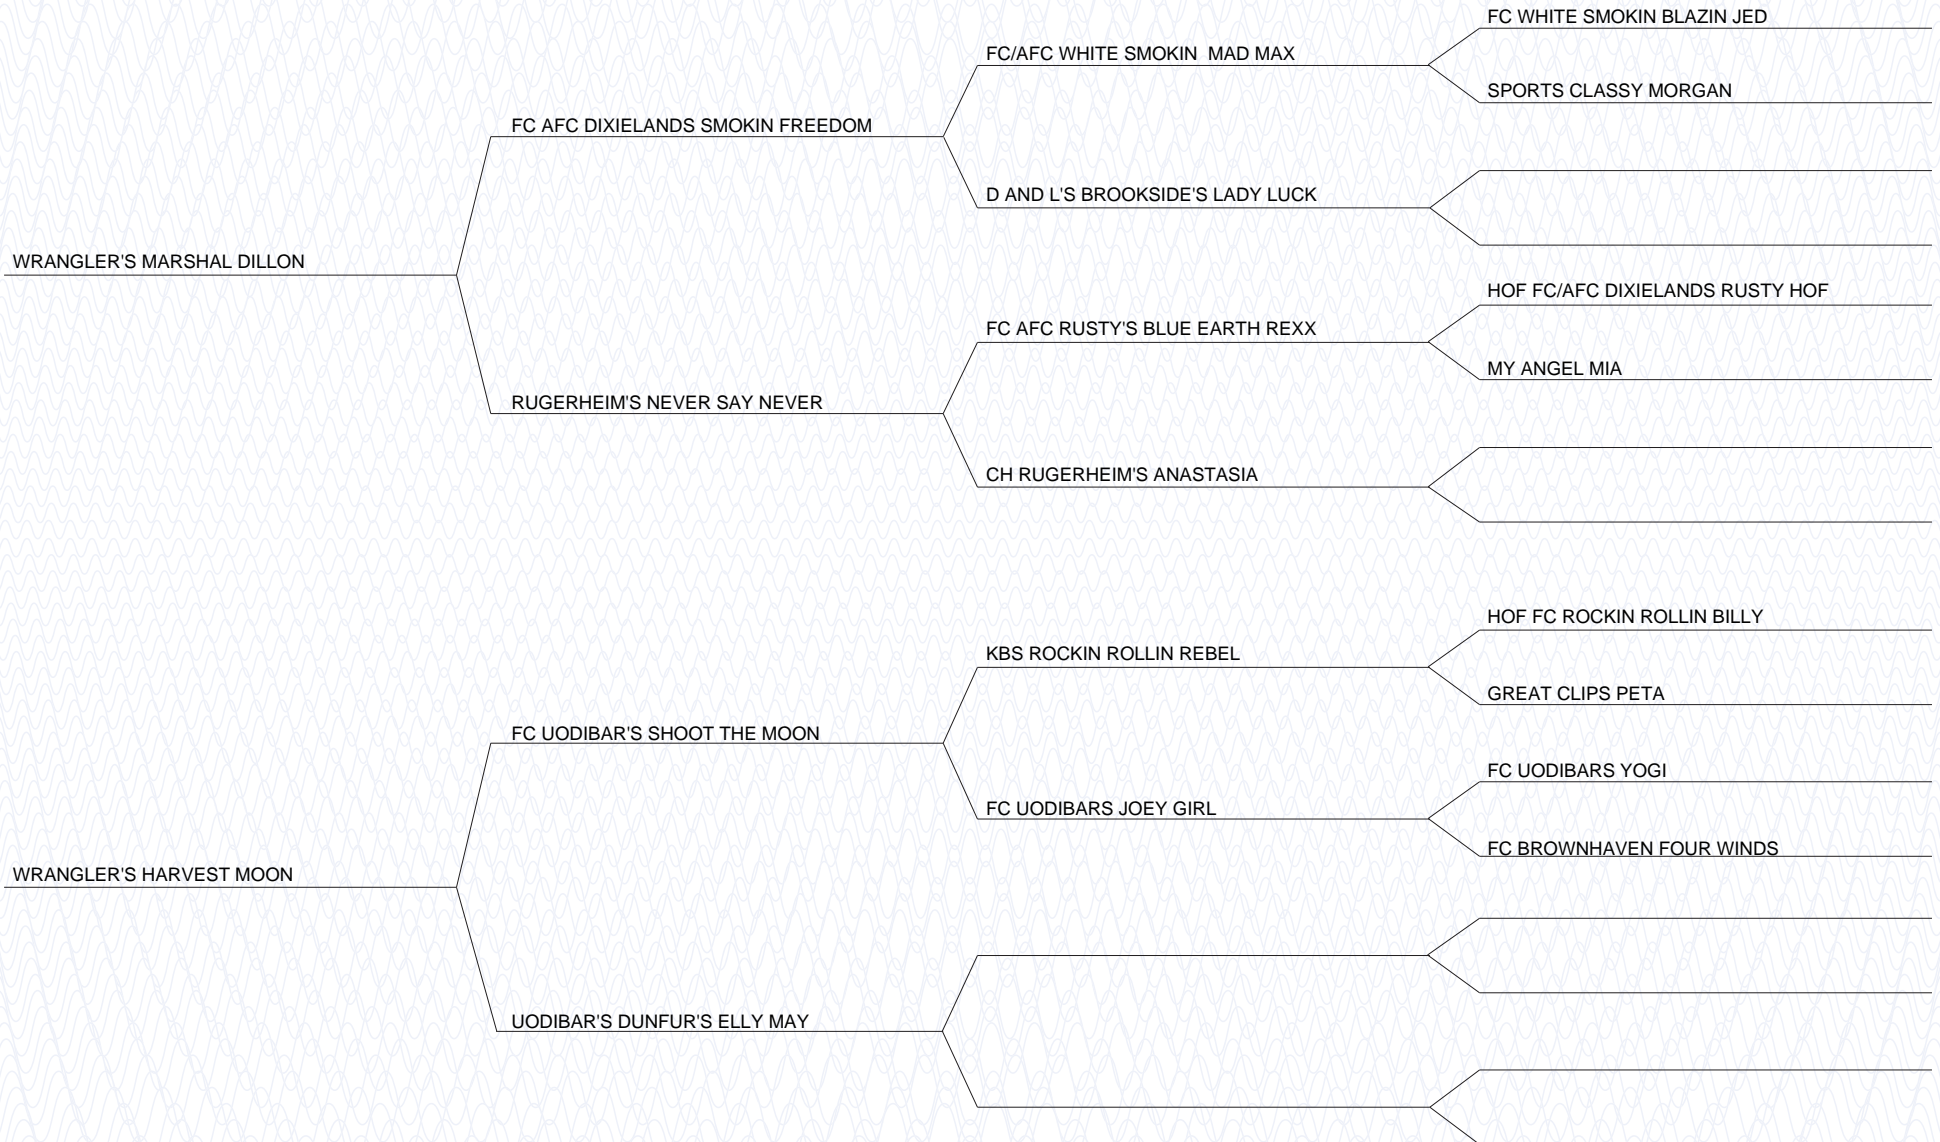 FC WHITE SMOKIN BLAZIN JED
FC/AFC WHITE SMOKIN  MAD MAX
SPORTS CLASSY MORGAN
FC AFC DIXIELANDS SMOKIN FREEDOM
D AND L'S BROOKSIDE'S LADY LUCK
WRANGLER'S MARSHAL DILLON
HOF FC/AFC DIXIELANDS RUSTY HOF
FC AFC RUSTY'S BLUE EARTH REXX
MY ANGEL MIA
RUGERHEIM'S NEVER SAY NEVER
CH RUGERHEIM'S ANASTASIA
HOF FC ROCKIN ROLLIN BILLY
KBS ROCKIN ROLLIN REBEL
GREAT CLIPS PETA
FC UODIBAR'S SHOOT THE MOON
FC UODIBARS YOGI
FC UODIBARS JOEY GIRL
FC BROWNHAVEN FOUR WINDS
WRANGLER'S HARVEST MOON
UODIBAR'S DUNFUR'S ELLY MAY